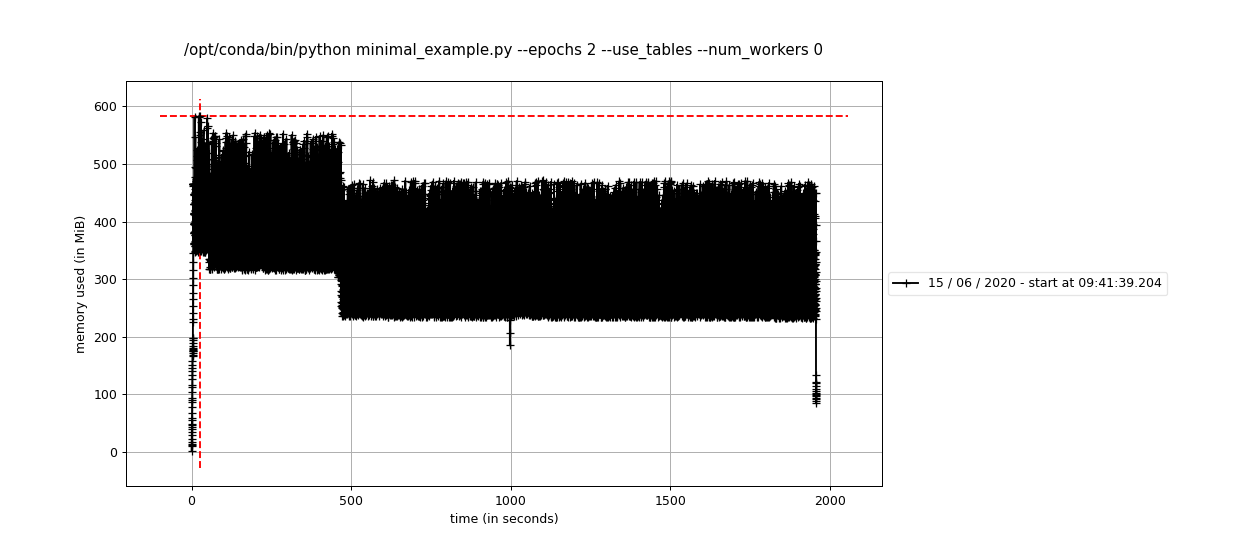 /opt/conda/bin/python minimal_example.py --epochs 2 --use_tables --num_workers 0
600
500
400
300
200
100
0
memory used (in MiB)
0 500 1000 1500 2000
time (in seconds)
15 / 06 / 2020 - start at 09:41:39.204